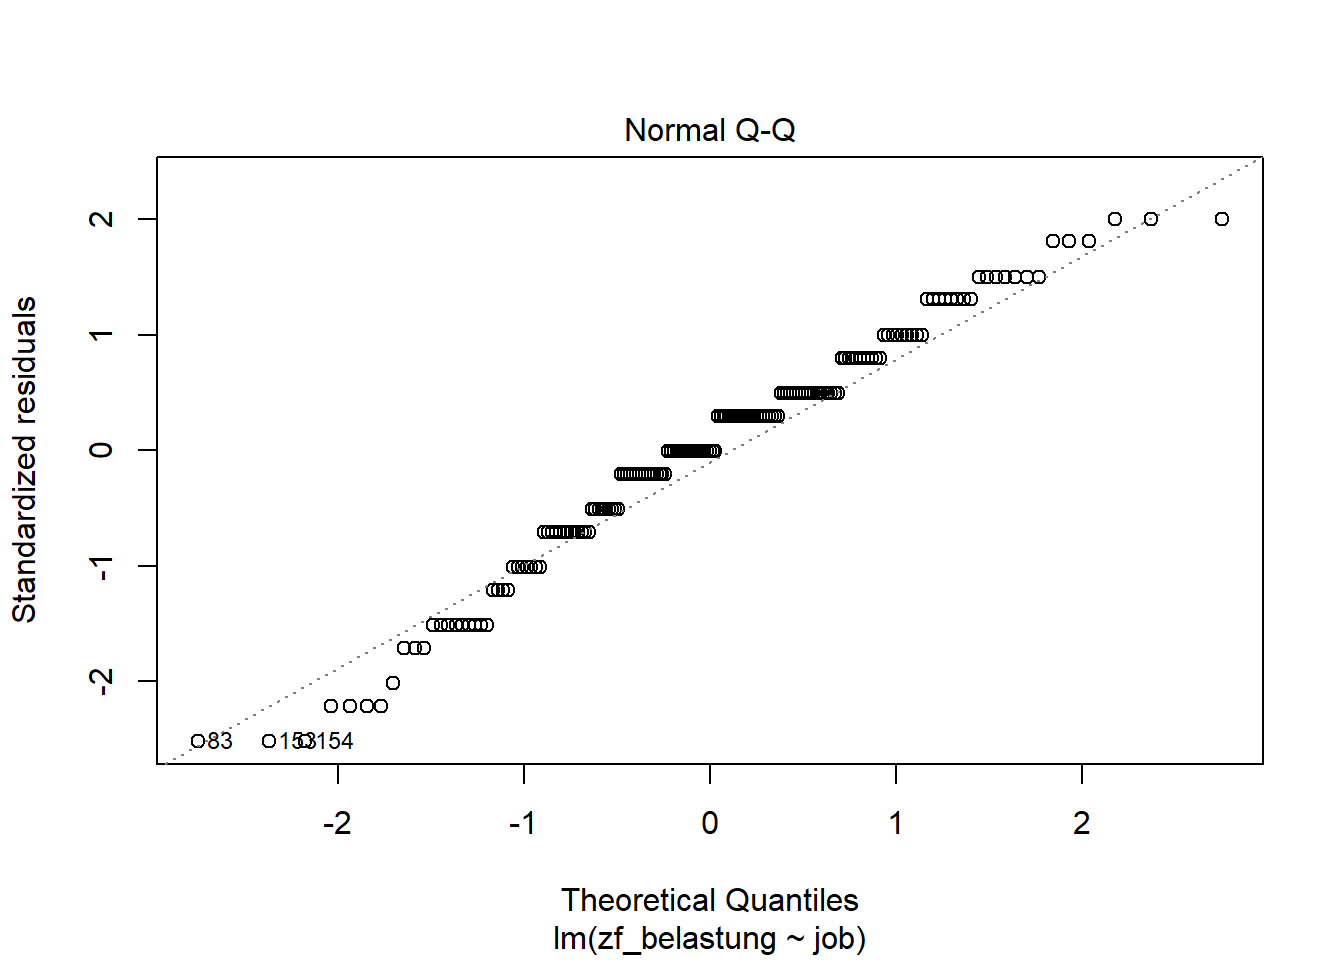 Normal Q-Q
Standardized residuals
2
1
0
-1
-2
83
153
154
-2 -1 0 1 2
Theoretical Quantiles
lm(zf_belastung ~ job)